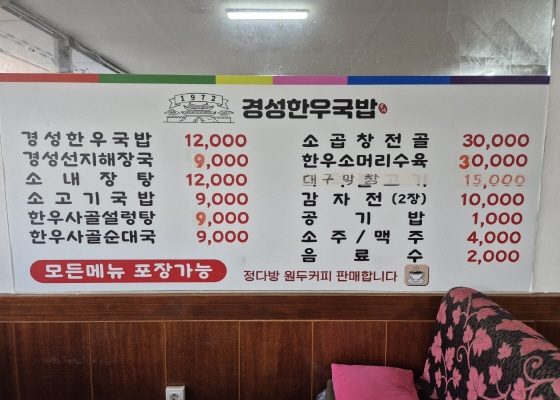 1972
경성한우국밥
경성한우국밥 12,000
경성선지해장국 9,000
소내장탕 12,000
소고기국밥 9,000
한우사골설렁탕 9,000
한우사골순대국 9,000
소곱창전골 30,000
한우소머리수육 30,000
대구막창고기 15,000
감자전(2장) 10,000
공기밥 1,000
소주/맥주 4,000
음료수 2,000
모든메뉴 포장가능
정다방 원두커피 판매합니다